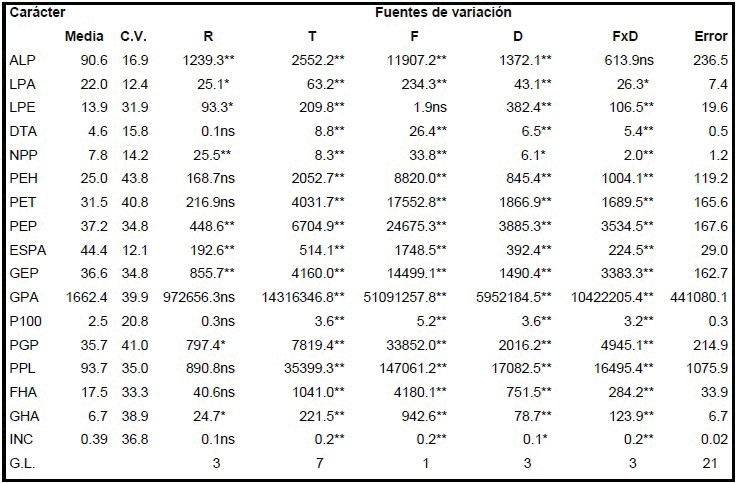 Carácter Fuentes de variación
Media C.V. R T F D FxD Error
ALP 90.6 16.9 1239.3** 2552.2** 11907.2** 1372.1** 613.9ns 236.5
LPA 22.0 12.4 25.1* 63.2** 234.3** 43.1** 26.3* 7.4
LPE 13.9 31.9 93.3* 209.8** 1.9ns 382.4** 106.5** 19.6
DTA 4.6 15.8 0.1ns 8.8** 26.4** 6.5** 5.4** 0.5
NPP 7.8 14.2 25.5** 8.3** 33.8** 6.1* 2.0** 1.2
PEH 25.0 43.8 168.7ns 2052.7** 8820.0** 845.4** 1004.1** 119.2
PET 31.5 40.8 216.9ns 4031.7** 17552.8** 1866.9** 1689.5** 165.6
PEP 37.2 34.8 448.6** 6704.9** 24675.3** 3885.3** 3534.5** 167.6
ESPA 44.4 12.1 192.6** 514.1** 1748.5** 392.4** 224.5** 29.0
GEP 36.6 34.8 855.7** 4160.0** 14499.1** 1490.4** 3383.3** 162.7
GPA 1662.4 39.9 972656.3ns 14316346.8** 51091257.8** 5952184.5** 10422205.4** 441080.1
P100 2.5 20.8 0.3ns 3.6** 5.2** 3.6** 3.2** 0.3
PGP 35.7 41.0 797.4* 7819.4** 33852.0** 2016.2** 4945.1** 214.9
PPL 93.7 35.0 890.8ns 35399.3** 147061.2** 17082.5** 16495.4** 1075.9
FHA 17.5 33.3 40.6ns 1041.0** 4180.1** 751.5** 284.2** 33.9
GHA 6.7 38.9 24.7* 221.5** 942.6** 78.7** 123.9** 6.7
INC 0.39 36.8 0.1ns 0.2** 0.2** 0.1* 0.2** 0.02
G.L. 3 7 1 3 3 21